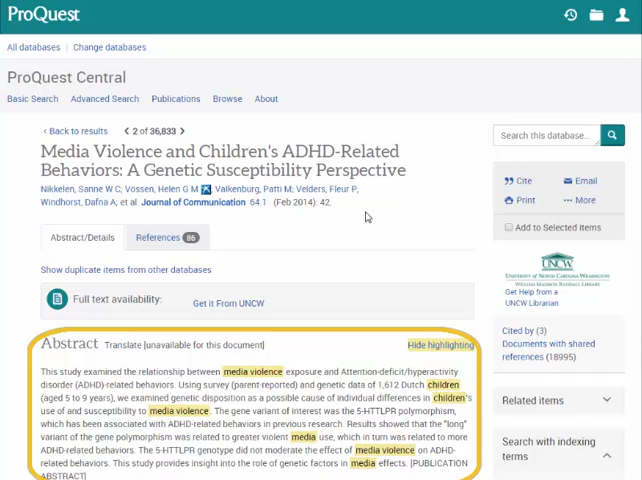 ProQuest
All databases Change databases
ProQuest Central
Basic Search Advanced Search Publications Browse About
Back to results 2 of 36,833
Search this database...
Media Violence and Children's ADHD-Related
Behaviors: A Genetic Susceptibility Perspective
Nikkelen, Sanne W C; Vossen, Helen G M; Valkenburg, Patti M; Velders, Fleur P;
Windhorst, Dafna A; et al. Journal of Communication 64.1 (Feb 2014): 42.
Cite Email
Print More
Add to Selected items
Abstract/Details References 86
Show duplicate items from other databases
Full text availability: Get it From UNCW
UNCW
UNIVERSITY OF NORTH CAROLINA WILMINGTON
WILLIAM MADISON RANDALL LIBRARY
Get Help from a
UNCW Librarian
Abstract Translate [unavailable for this document] Hide highlighting
This study examined the relationship between media violence exposure and Attention-deficit/hyperactivity
disorder (ADHD)-related behaviors. Using survey (parent-reported) and genetic data of 1,612 Dutch children
(aged 5 to 9 years), we examined genetic disposition as a possible cause of individual differences in children's
use of and susceptibility to media violence. The gene variant of interest was the 5-HTTLPR polymorphism,
which has been associated with ADHD-related behaviors in previous research. Results showed that the "long"
variant of the gene polymorphism was related to greater violent media use, which in turn was related to more
ADHD-related behaviors. The 5-HTTLPR genotype did not moderate the effect of media violence on ADHD-
related behaviors. This study provides insight into the role of genetic factors in media effects. [PUBLICATION
ABSTRACT]
Cited by (3)
Documents with shared
references (18995)
Related items
Search with indexing
terms